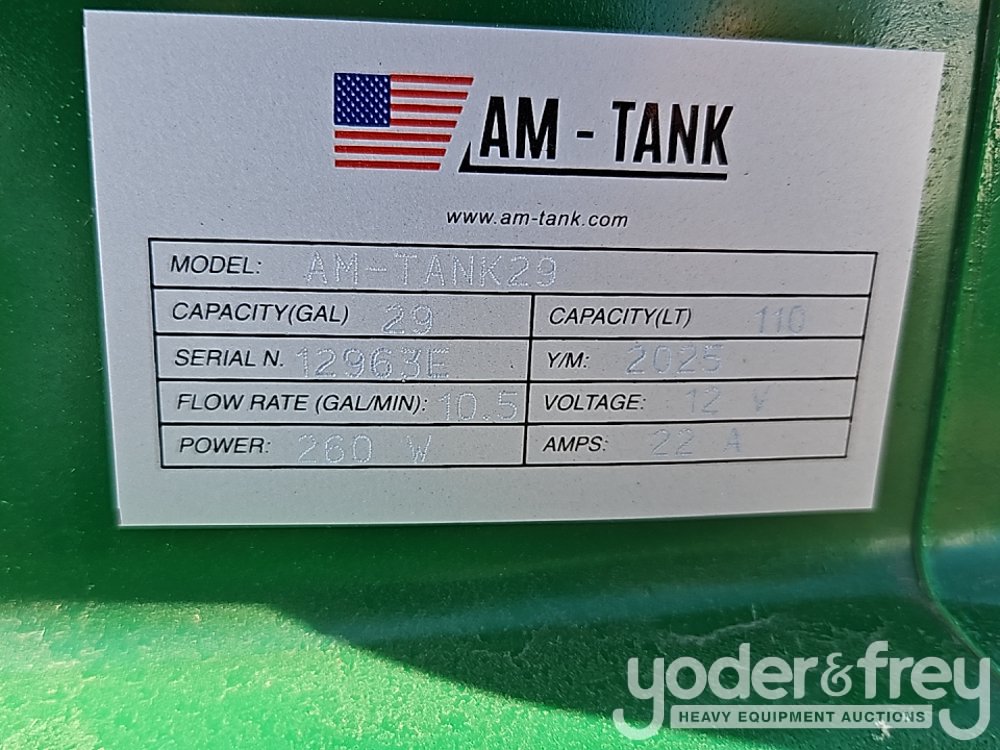 AM - TANK
www.am-tank.com
MODEL: AM-TANK29
CAPACITY(GAL) 29 CAPACITY(LT) 110
SERIAL N. 12963E Y/M: 2025
FLOW RATE (GAL/MIN): 10.5 VOLTAGE: 12 V
POWER: 260 W AMPS: 22 A
yoder&frey
HEAVY EQUIPMENT AUCTIONS